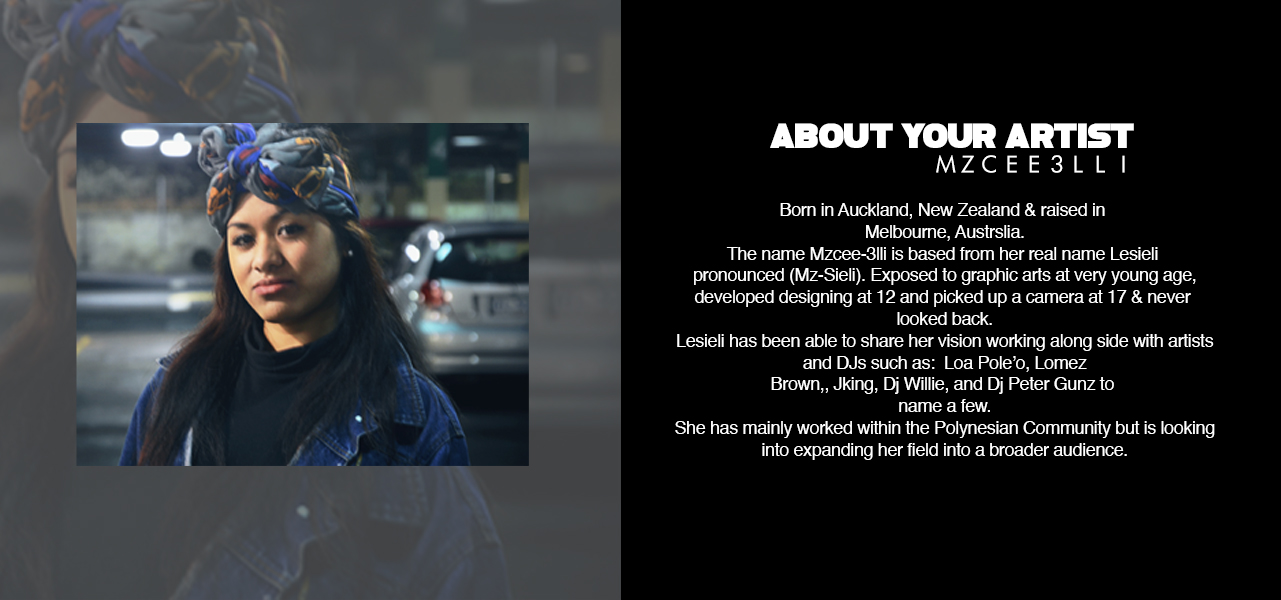 ABOUT YOUR ARTIST
MZCEE3LLI
Born in Auckland, New Zealand & raised in
Melbourne, Austrslia.
The name Mzcee-3lli is based from her real name Lesieli
pronounced (Mz-Sieli). Exposed to graphic arts at very young age,
developed designing at 12 and picked up a camera at 17 & never
looked back.
Lesieli has been able to share her vision working along side with artists
and DJs such as:  Loa Pole’o, Lomez
Brown,, Jking, Dj Willie, and Dj Peter Gunz to
name a few.
She has mainly worked within the Polynesian Community but is looking
into expanding her field into a broader audience.